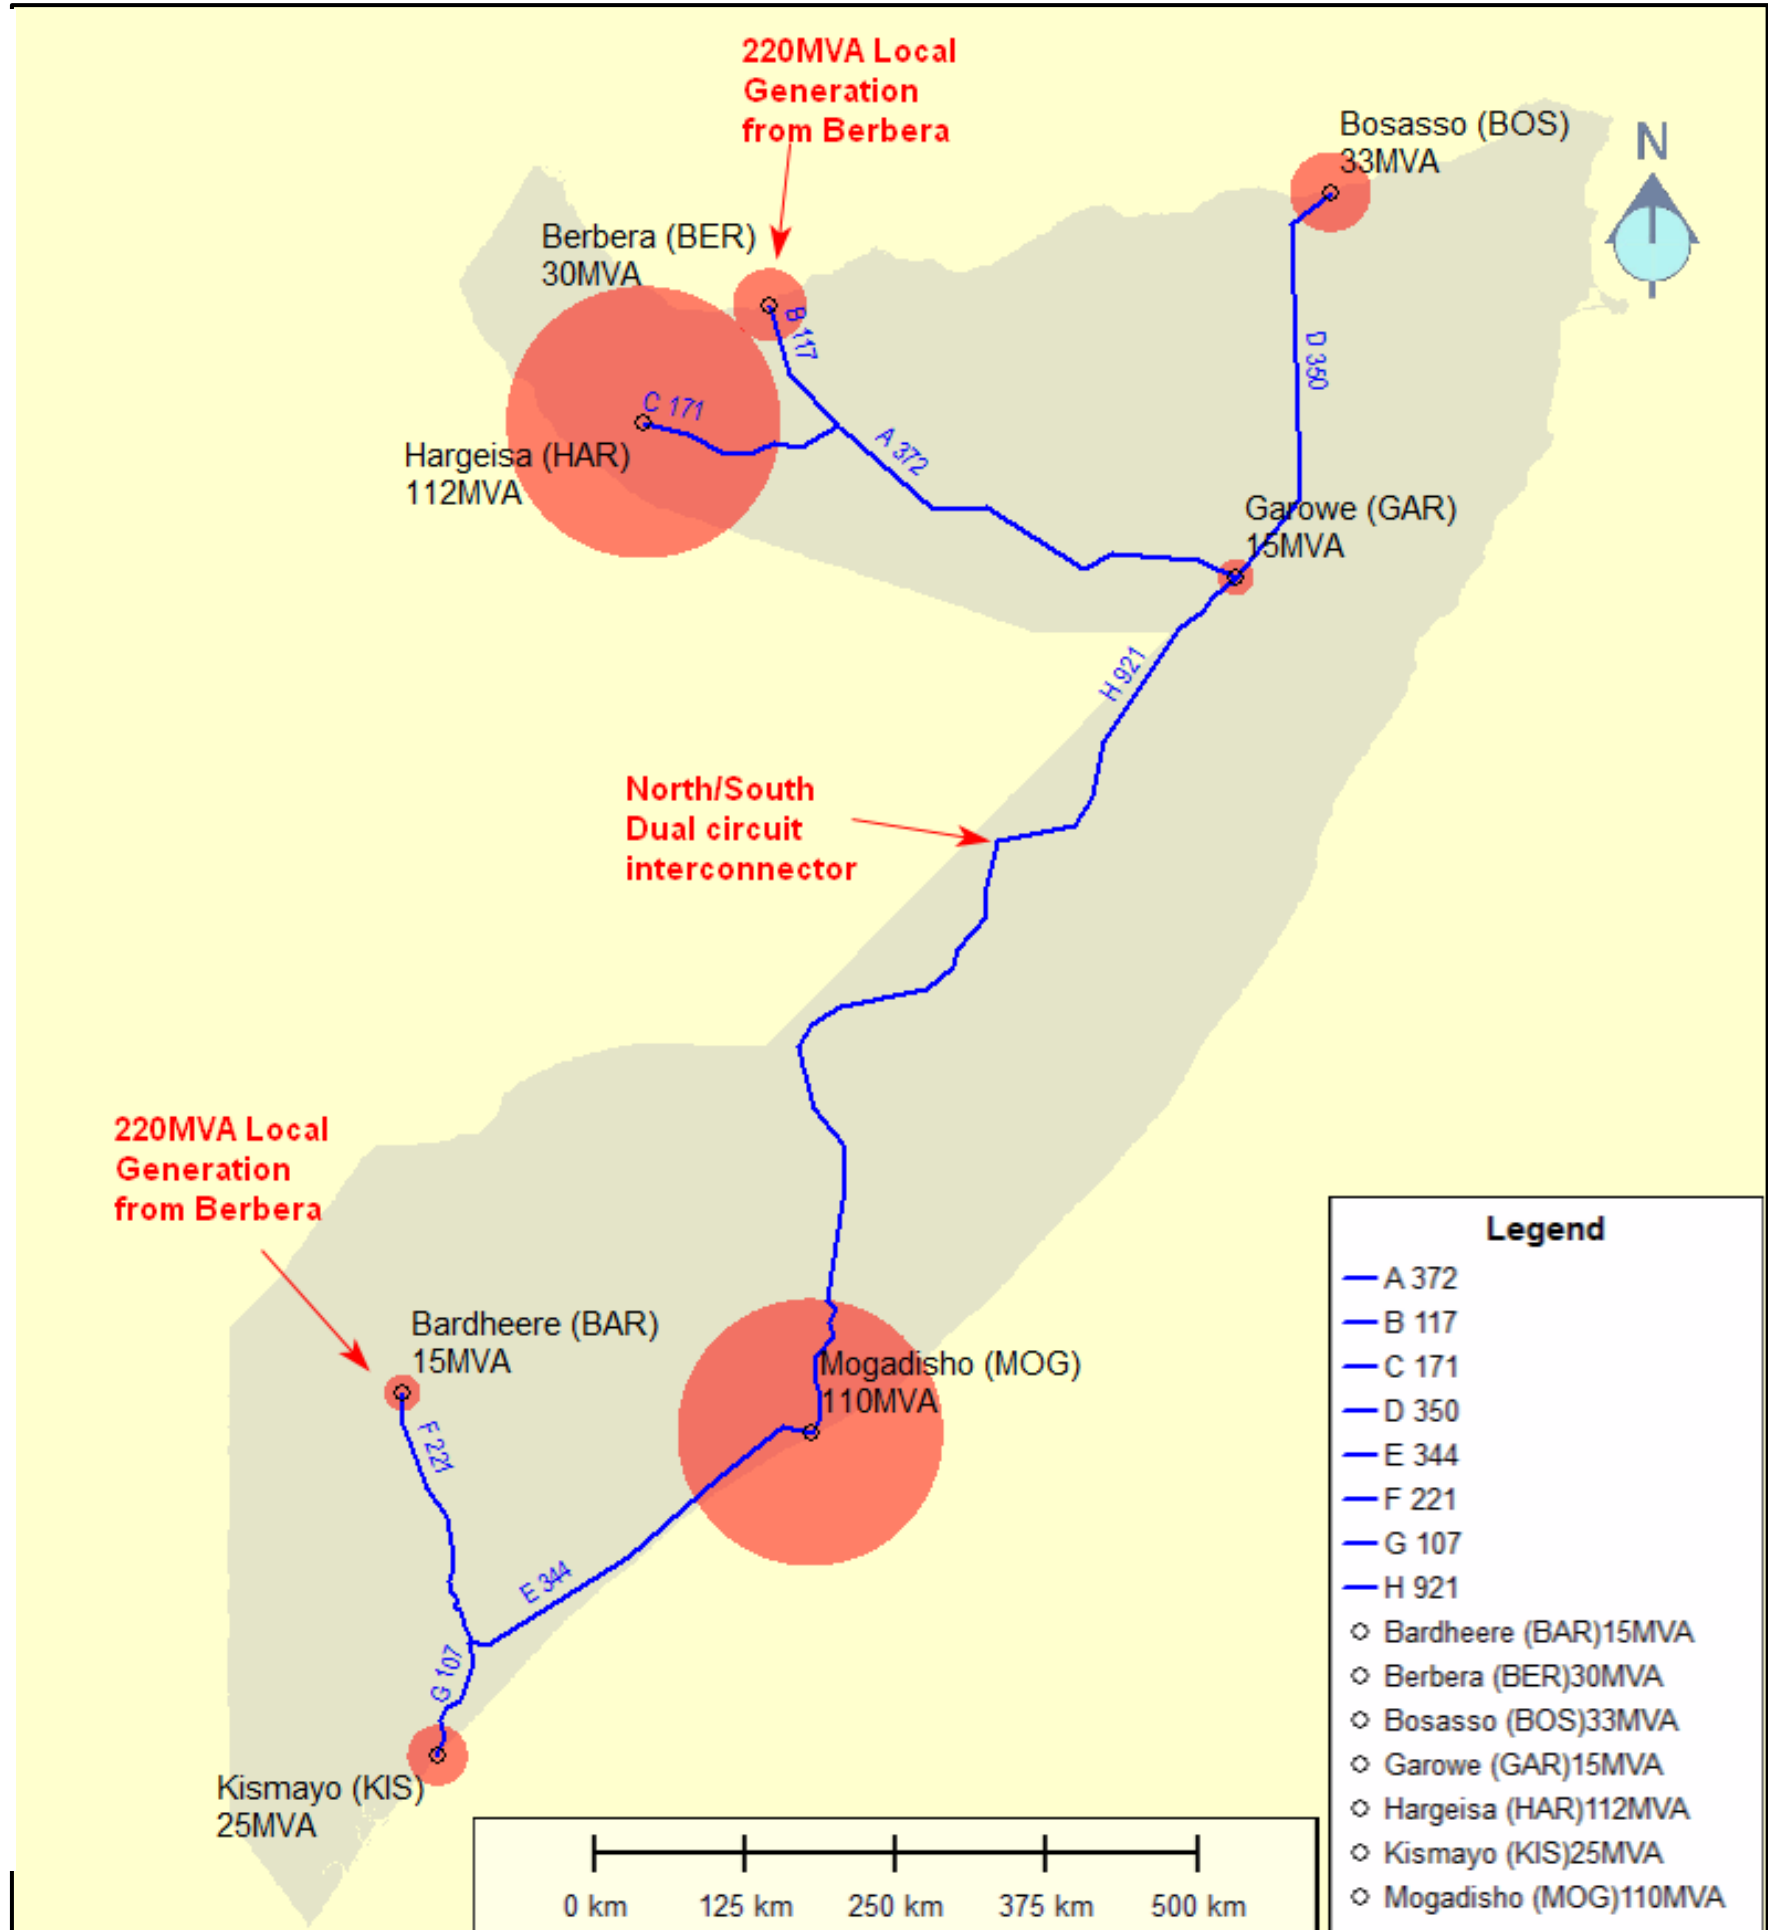 220MVA Local
Generation
from Berbera
Bosasso (BOS)
33MVA
N
Berbera (BER)
30MVA
B 117
D 350
C 171
A 372
Hargeisa (HAR)
112MVA
Garowe (GAR)
15MVA
H 921
North/South
Dual circuit
interconnector
220MVA Local
Generation
from Berbera
Bardheere (BAR)
15MVA
Mogadisho (MOG)
110MVA
F 221
E 344
G 107
Kismayo (KIS)
25MVA
0 km 125 km 250 km 375 km 500 km
Legend
A 372
B 117
C 171
D 350
E 344
F 221
G 107
H 921
Bardheere (BAR)15MVA
Berbera (BER)30MVA
Bosasso (BOS)33MVA
Garowe (GAR)15MVA
Hargeisa (HAR)112MVA
Kismayo (KIS)25MVA
Mogadisho (MOG)110MVA